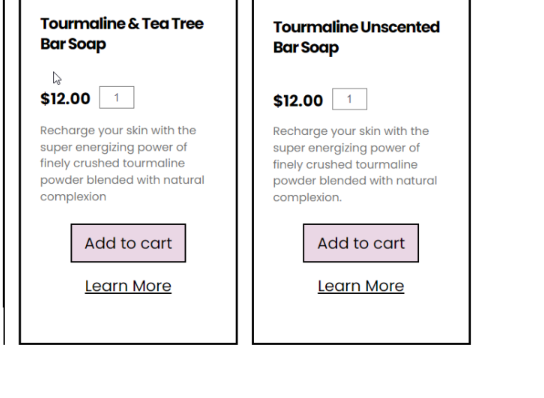 Tourmaline & Tea Tree
Bar Soap
$12.00 1
Recharge your skin with the
super energizing power of
finely crushed tourmaline
powder blended with natural
complexion
Add to cart
Learn More
Tourmaline Unscented
Bar Soap
$12.00 1
Recharge your skin with the
super energizing power of
finely crushed tourmaline
powder blended with natural
complexion.
Add to cart
Learn More